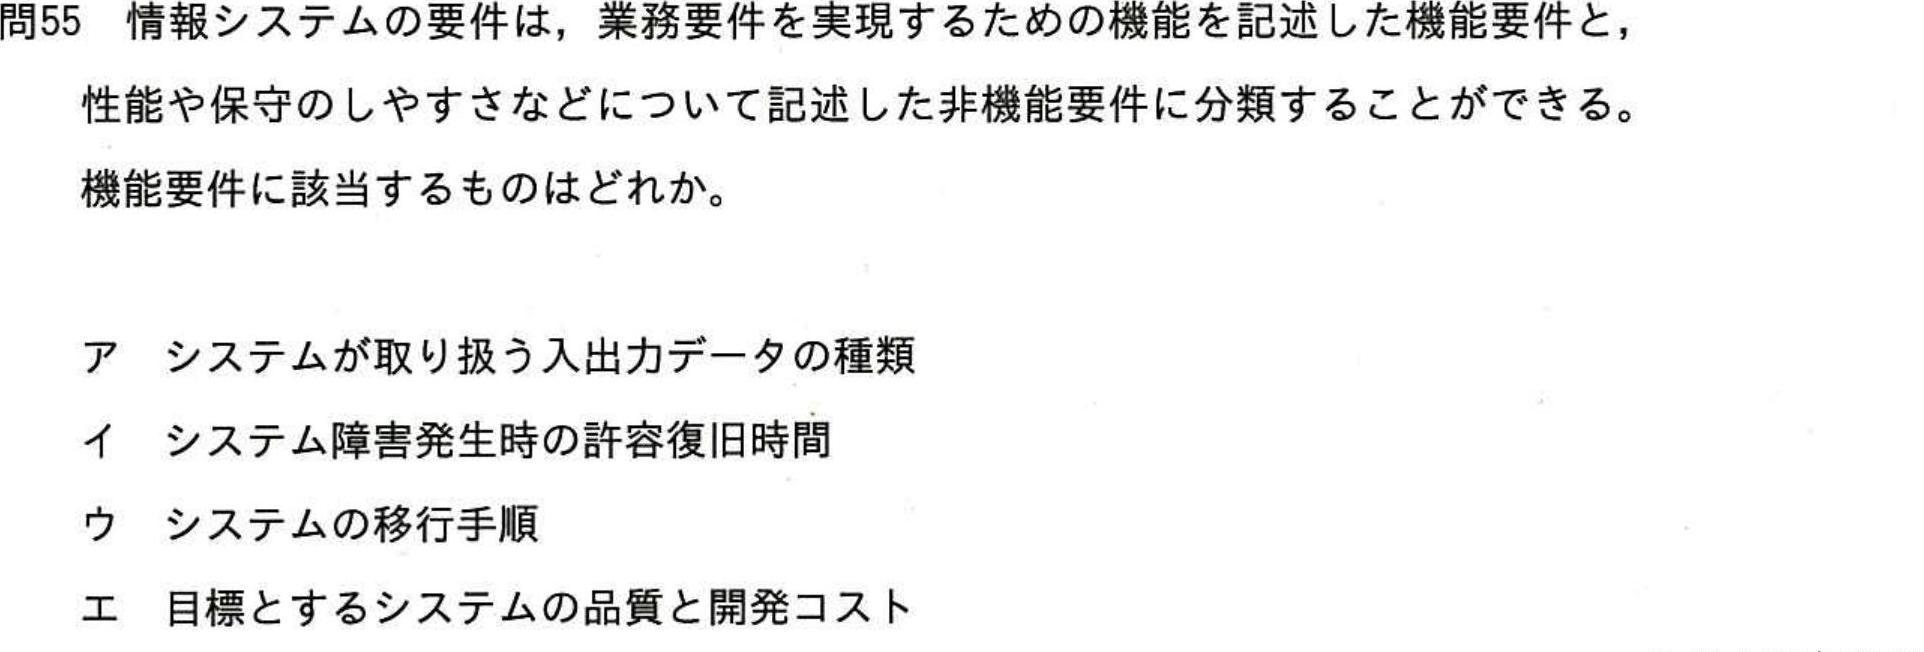 問55　情報システムの要件は，業務要件を実現するための機能を記述した機能要件と，
性能や保守のしやすさなどについて記述した非機能要件に分類することができる。
機能要件に該当するものはどれか。
ア　システムが取り扱う入出力データの種類
イ　システム障害発生時の許容復旧時間
ウ　システムの移行手順
エ　目標とするシステムの品質と開発コスト